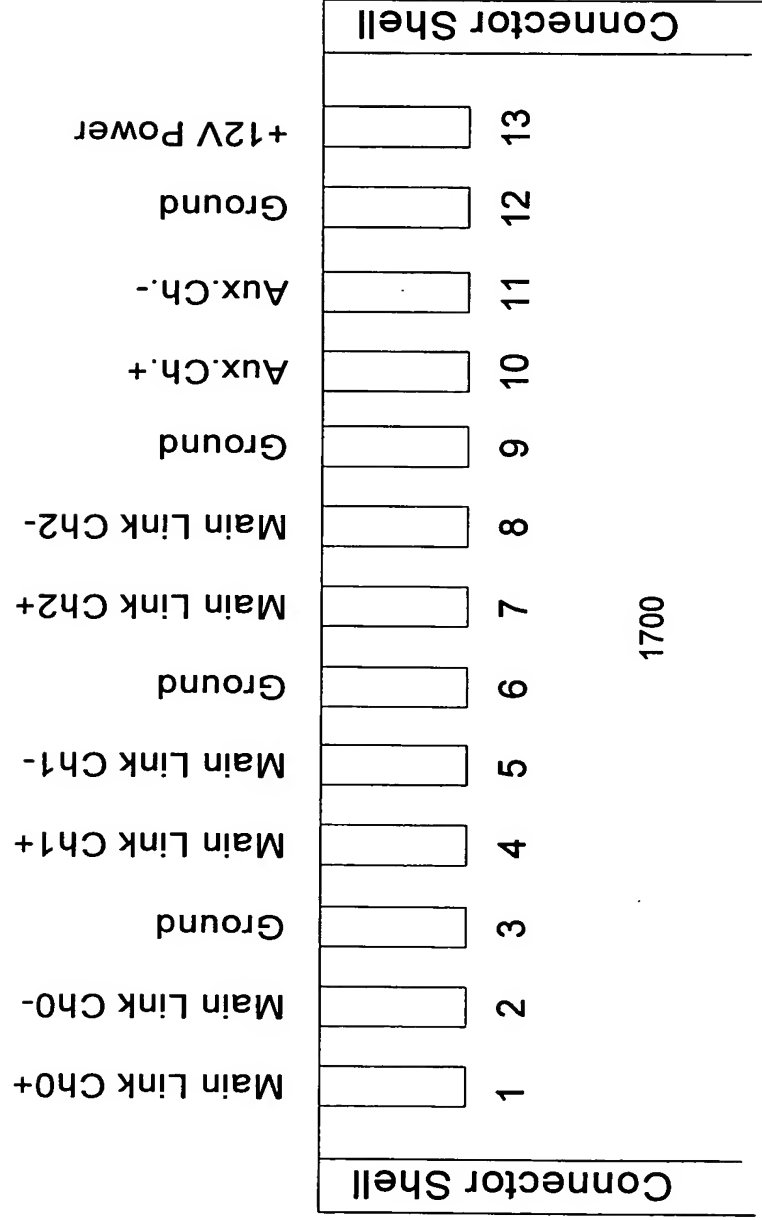 Connector Shell
Main Link Ch0+
1
Main Link Ch0-
2
Ground
3
Main Link Ch1+
4
Main Link Ch1-
5
Ground
6
Main Link Ch2+
7
Main Link Ch2-
8
Ground
9
Aux.Ch.+
10
Aux.Ch.-
11
Ground
12
+12V Power
13
Connector Shell
1700